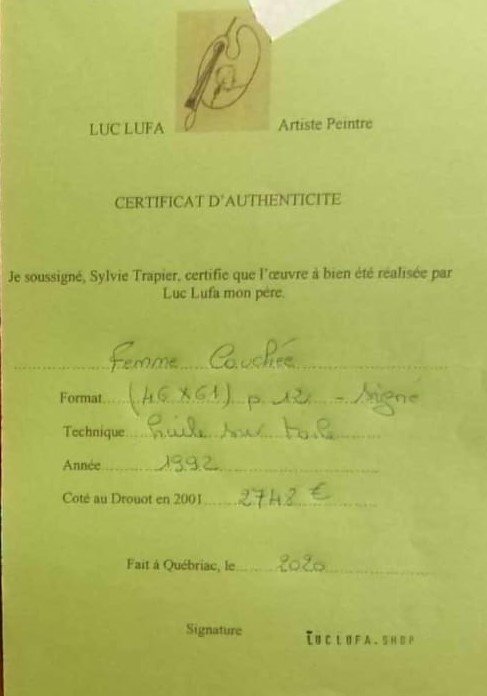 LUC LUFA Artiste Peintre
CERTIFICAT D'AUTHENTICITE
Je soussigné, Sylvie Trapier, certifie que l'œuvre à bien été réalisée par
Luc Lufa mon père.
Femme Couchée
Format (46 x 61) p 12 - signé
Technique huile sur toile
Année 1992
Coté au Drouot en 2001 2748 €
Fait à Québriac, le 2020
Signature LUCLUFA.SHOP